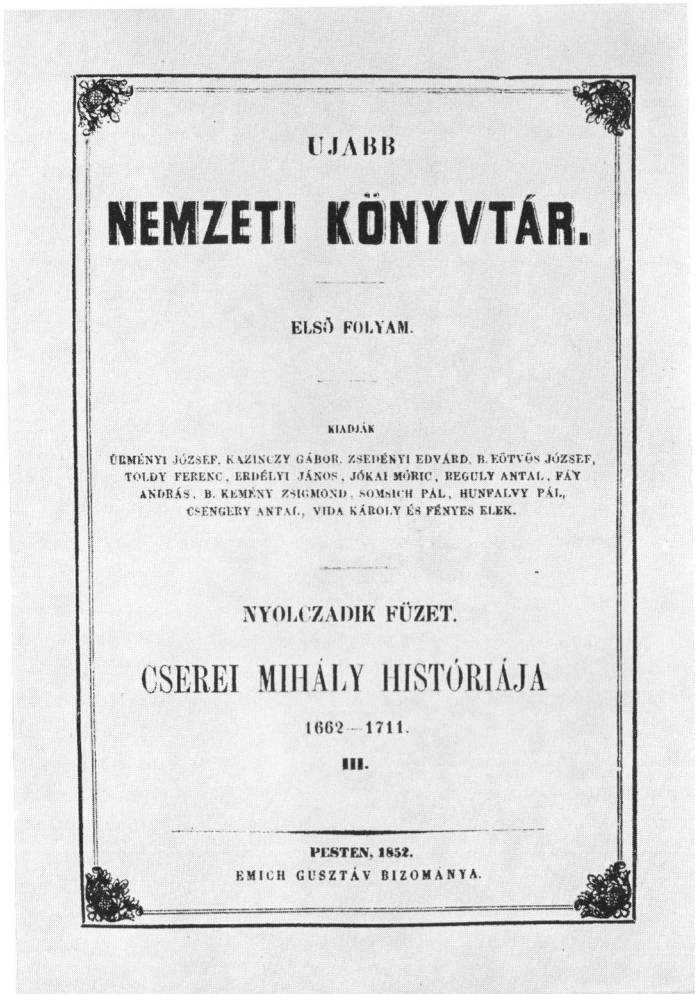 UJABB
NEMZETI KÖNYVTÁR.
ELSŐ FOLYAM.
KIADJÁK
ÜRMÉNYI JÓZSEF, KAZINCZY GÁBOR, ZSEDÉNYI EDVÁRD, B. EÖTVÖS JÓZSEF,
TOLDY FERENC, ERDÉLYI JÁNOS, JÓKAI MÓRIC, REGULY ANTAL, FÁY
ANDRÁS, B. KEMÉNY ZSIGMOND, SOMSICH PÁL, HUNFALVY PÁL,
CSENGERY ANTAL, VIDA KÁROLY ÉS FÉNYES ELEK.
NYOLCZADIK FÜZET.
CSEREI MIHÁLY HISTÓRIÁJA
1662—1711.
III.
PESTEN, 1852.
EMICH GUSZTÁV BIZOMÁNYA.